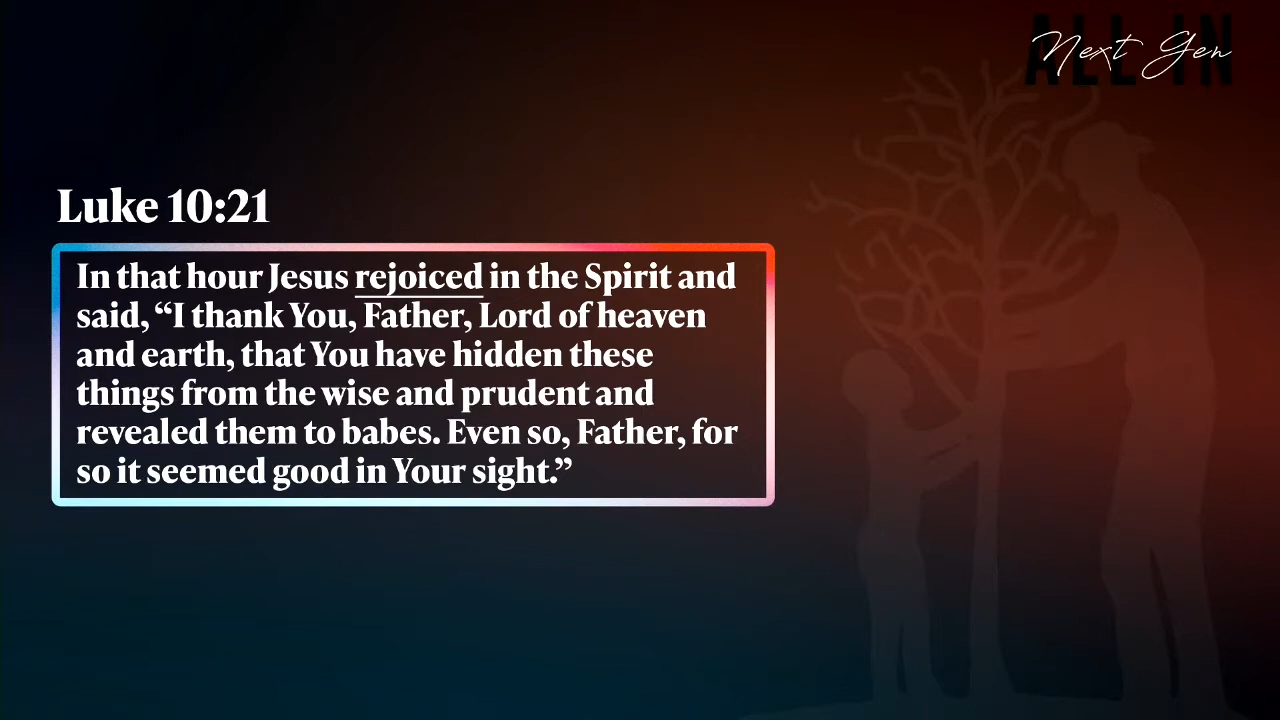 ALL IN
Next Gen
Luke 10:21
In that hour Jesus rejoiced in the Spirit and
said, “I thank You, Father, Lord of heaven
and earth, that You have hidden these
things from the wise and prudent and
revealed them to babes. Even so, Father, for
so it seemed good in Your sight.”